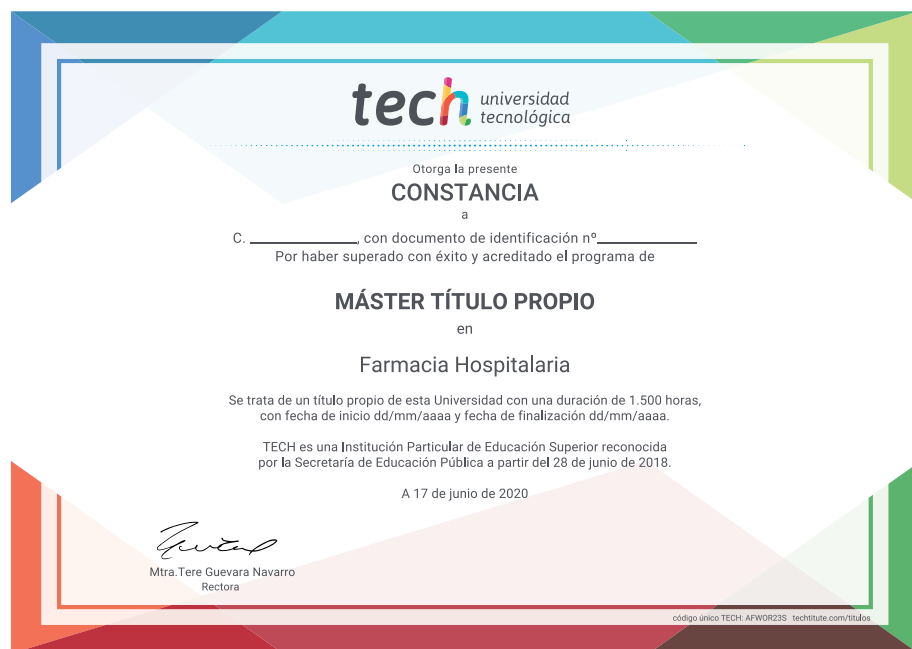 tech universidad
tecnológica
Otorga la presente
CONSTANCIA
a
C. ____________, con documento de identificación nº____________
Por haber superado con éxito y acreditado el programa de
MÁSTER TÍTULO PROPIO
en
Farmacia Hospitalaria
Se trata de un título propio de esta Universidad con una duración de 1.500 horas,
con fecha de inicio dd/mm/aaaa y fecha de finalización dd/mm/aaaa.
TECH es una Institución Particular de Educación Superior reconocida
por la Secretaría de Educación Pública a partir del 28 de junio de 2018.
A 17 de junio de 2020
Mtra.Tere Guevara Navarro
Rectora
código único TECH: AFWOR23S techtitute.com/titulos